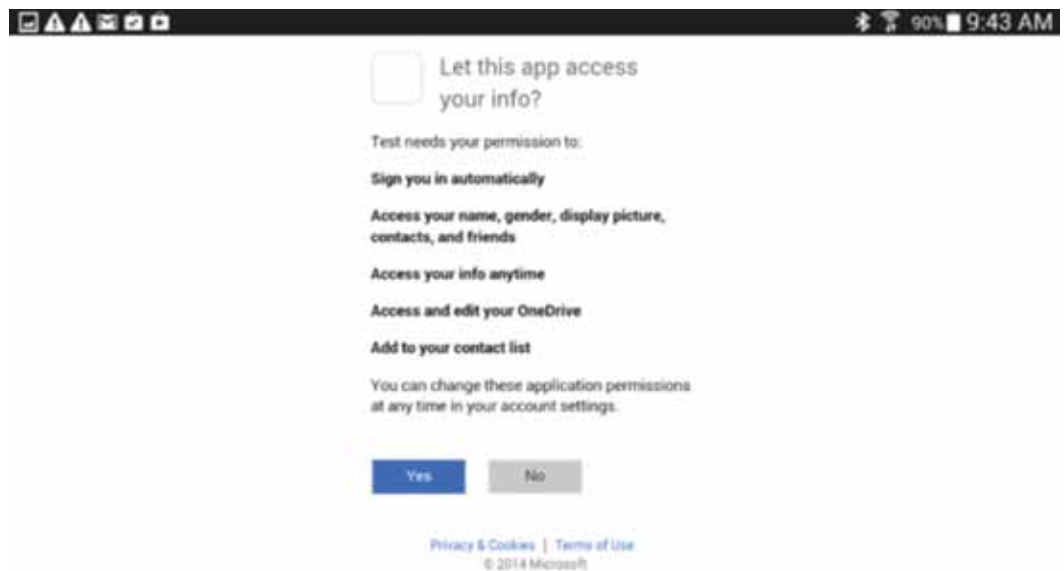 90% 9:43 AM
Let this app access
your info?
Test needs your permission to:
Sign you in automatically
Access your name, gender, display picture,
contacts, and friends
Access your info anytime
Access and edit your OneDrive
Add to your contact list
You can change these application permissions
at any time in your account settings.
Yes No
Privacy & Cookies | Terms of Use
© 2014 Microsoft